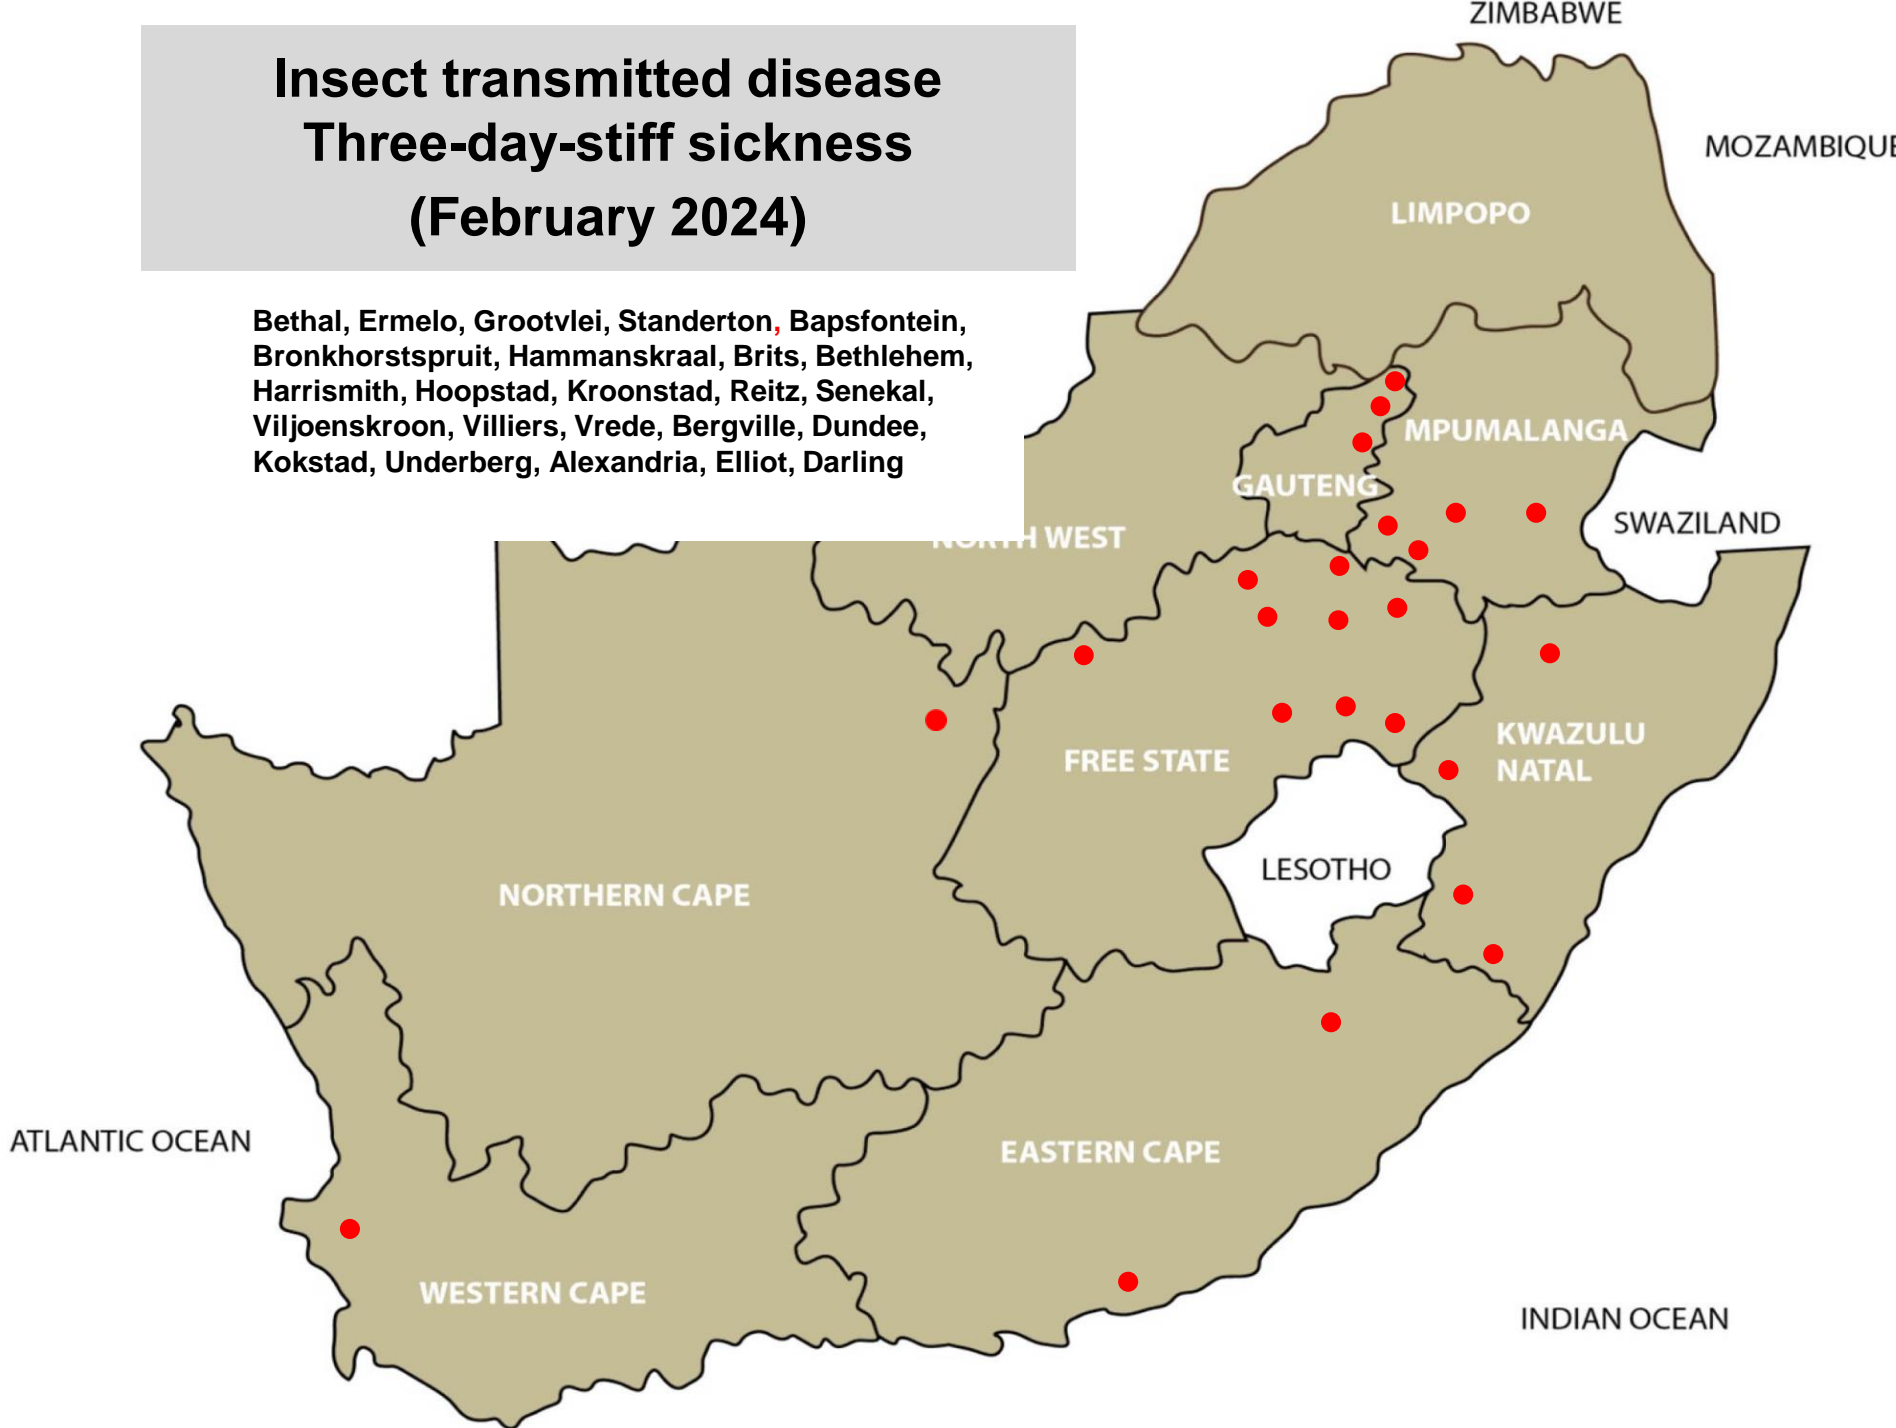 ZIMBABWE
Insect transmitted disease
Three-day-stiff sickness
(February 2024)
MOZAMBIQUE
LIMPOPO
Bethal, Ermelo, Grootvlei, Standerton, Bapsfontein,
Bronkhorstspruit, Hammanskraal, Brits, Bethlehem,
Harrismith, Hoopstad, Kroonstad, Reitz, Senekal,
Viljoenskroon, Villiers, Vrede, Bergville, Dundee,
Kokstad, Underberg, Alexandria, Elliot, Darling
MPUMALANGA
GAUTENG
SWAZILAND
NORTH WEST
KWAZULU
NATAL
FREE STATE
LESOTHO
NORTHERN CAPE
ATLANTIC OCEAN
EASTERN CAPE
WESTERN CAPE
INDIAN OCEAN